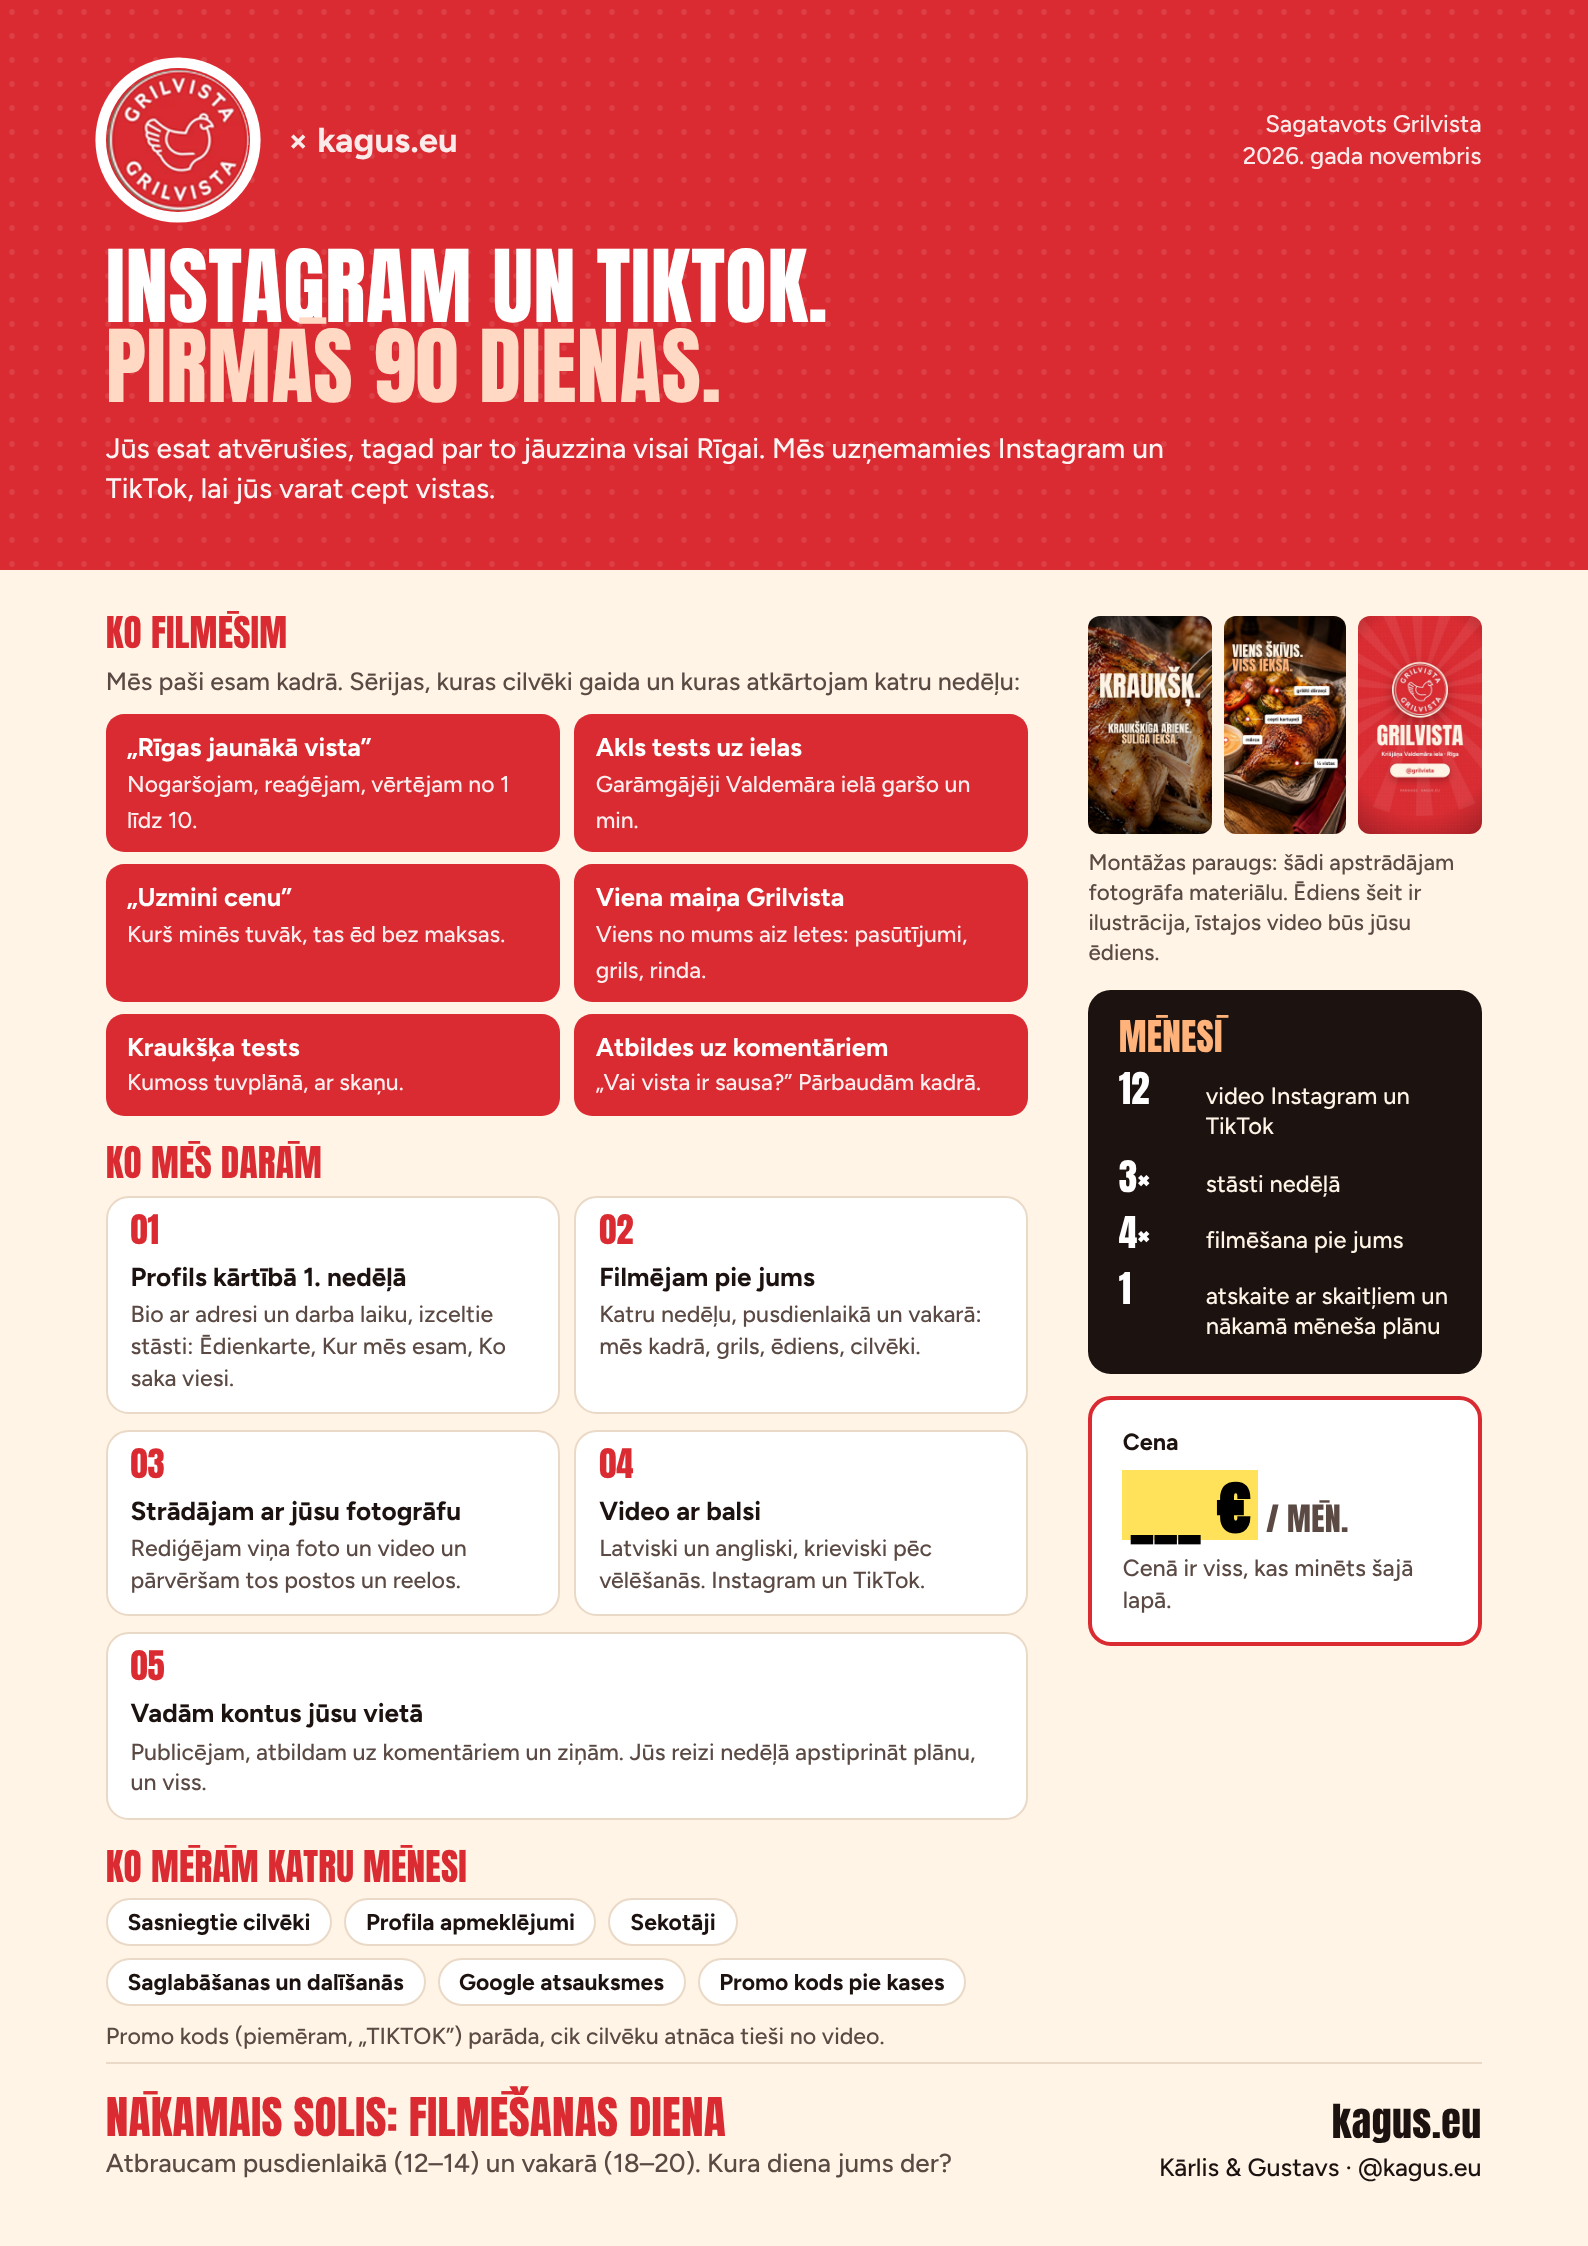 GRILVISTA
GRILVISTA
× kagus.eu
Sagatavots Grilvista
2026. gada novembris
INSTAGRAM UN TIKTOK.
PIRMĀS 90 DIENAS.
Jūs esat atvērušies, tagad par to jāuzzina visai Rīgai. Mēs uzņemamies Instagram un
TikTok, lai jūs varat cept vistas.
KO FILMĒSIM
Mēs paši esam kadrā. Sērijas, kuras cilvēki gaida un kuras atkārtojam katru nedēļu:
„Rīgas jaunākā vista”
Nogaršojam, reaģējam, vērtējam no 1
līdz 10.
Akls tests uz ielas
Garāmgājēji Valdemāra ielā garšo un
min.
„Uzmini cenu”
Kurš minēs tuvāk, tas ēd bez maksas.
Viena maiņa Grilvista
Viens no mums aiz letes: pasūtījumi,
grils, rinda.
Kraukšķa tests
Kumoss tuvplānā, ar skaņu.
Atbildes uz komentāriem
„Vai vista ir sausa?” Pārbaudām kadrā.
KO MĒS DARĀM
01
Profils kārtībā 1. nedēļā
Bio ar adresi un darba laiku, izceltie
stāsti: Ēdienkarte, Kur mēs esam, Ko
saka viesi.
02
Filmējam pie jums
Katru nedēļu, pusdienlaikā un vakarā:
mēs kadrā, grils, ēdiens, cilvēki.
03
Strādājam ar jūsu fotogrāfu
Rediģējam viņa foto un video un
pārvēršam tos postos un reelos.
04
Video ar balsi
Latviski un angliski, krieviski pēc
vēlēšanās. Instagram un TikTok.
05
Vadām kontus jūsu vietā
Publicējam, atbildam uz komentāriem un ziņām. Jūs reizi nedēļā apstiprināt plānu,
un viss.
KO MĒRĀM KATRU MĒNESI
Sasniegtie cilvēki
Profila apmeklējumi
Sekotāji
Saglabāšanas un dalīšanās
Google atsauksmes
Promo kods pie kases
Promo kods (piemēram, „TIKTOK”) parāda, cik cilvēku atnāca tieši no video.
KRAUKŠĶ.
KRAUKŠĶĪGA ĀRIENE,
SULĪGA IEKŠA.
VIENS ŠĶĪVIS.
VISS IEKŠĀ.
grilēti dārzeņi
cepti kartupeļi
mērce
½ vistas
GRILVISTA
GRILVISTA
GRILVISTA
Krišjāņa Valdemāra iela · Rīga
@grilvista
Montāžas paraugs: šādi apstrādājam
fotogrāfa materiālu. Ēdiens šeit ir
ilustrācija, īstajos video būs jūsu
ēdiens.
MĒNESĪ
12 video Instagram un
TikTok
3× stāsti nedēļā
4× filmēšana pie jums
1 atskaite ar skaitļiem un
nākamā mēneša plānu
Cena
___ € / MĒN.
Cenā ir viss, kas minēts šajā
lapā.
NĀKAMAIS SOLIS: FILMĒŠANAS DIENA
Atbraucam pusdienlaikā (12–14) un vakarā (18–20). Kura diena jums der?
kagus.eu
Kārlis & Gustavs · @kagus.eu